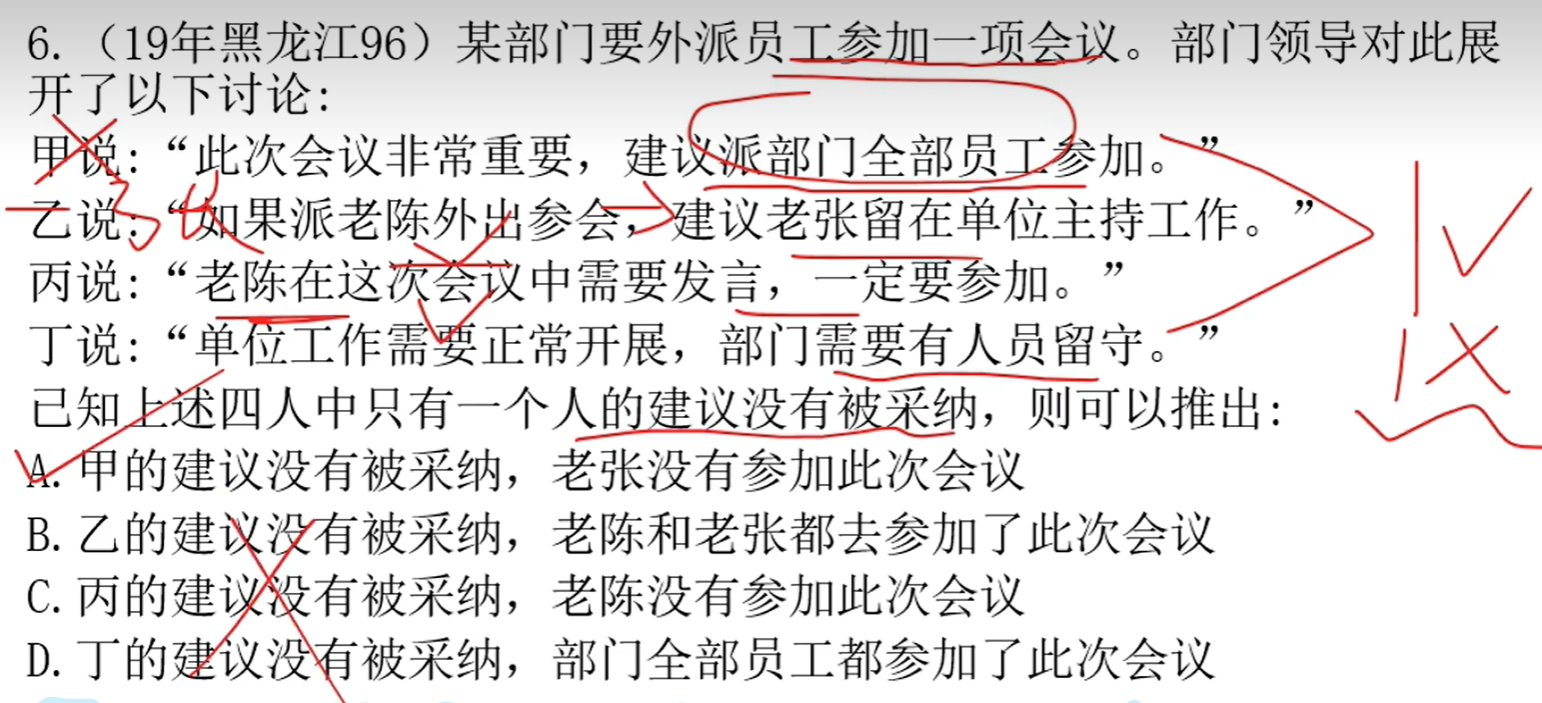 6.（19年黑龙江96）某部门要外派员工参加一项会议。部门领导对此展
开了以下讨论：
甲说：“此次会议非常重要，建议派部门全部员工参加。”
乙说：“如果派老陈外出参会，建议老张留在单位主持工作。”
丙说：“老陈在这次会议中需要发言，一定要参加。”
丁说：“单位工作需要正常开展，部门需要有人员留守。”
已知上述四人中只有一个人的建议没有被采纳，则可以推出：
A. 甲的建议没有被采纳，老张没有参加此次会议
B. 乙的建议没有被采纳，老陈和老张都去参加了此次会议
C. 丙的建议没有被采纳，老陈没有参加此次会议
D. 丁的建议没有被采纳，部门全部员工都参加了此次会议